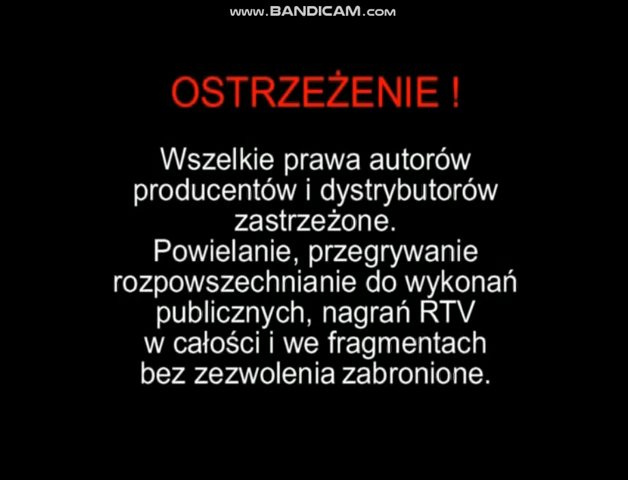 www.BANDICAM.com
OSTRZEŻENIE !
Wszelkie prawa autorów
producentów i dystrybutorów
zastrzeżone.
Powielanie, przegrywanie
rozpowszechnianie do wykonań
publicznych, nagrań RTV
w całości i we fragmentach
bez zezwolenia zabronione.